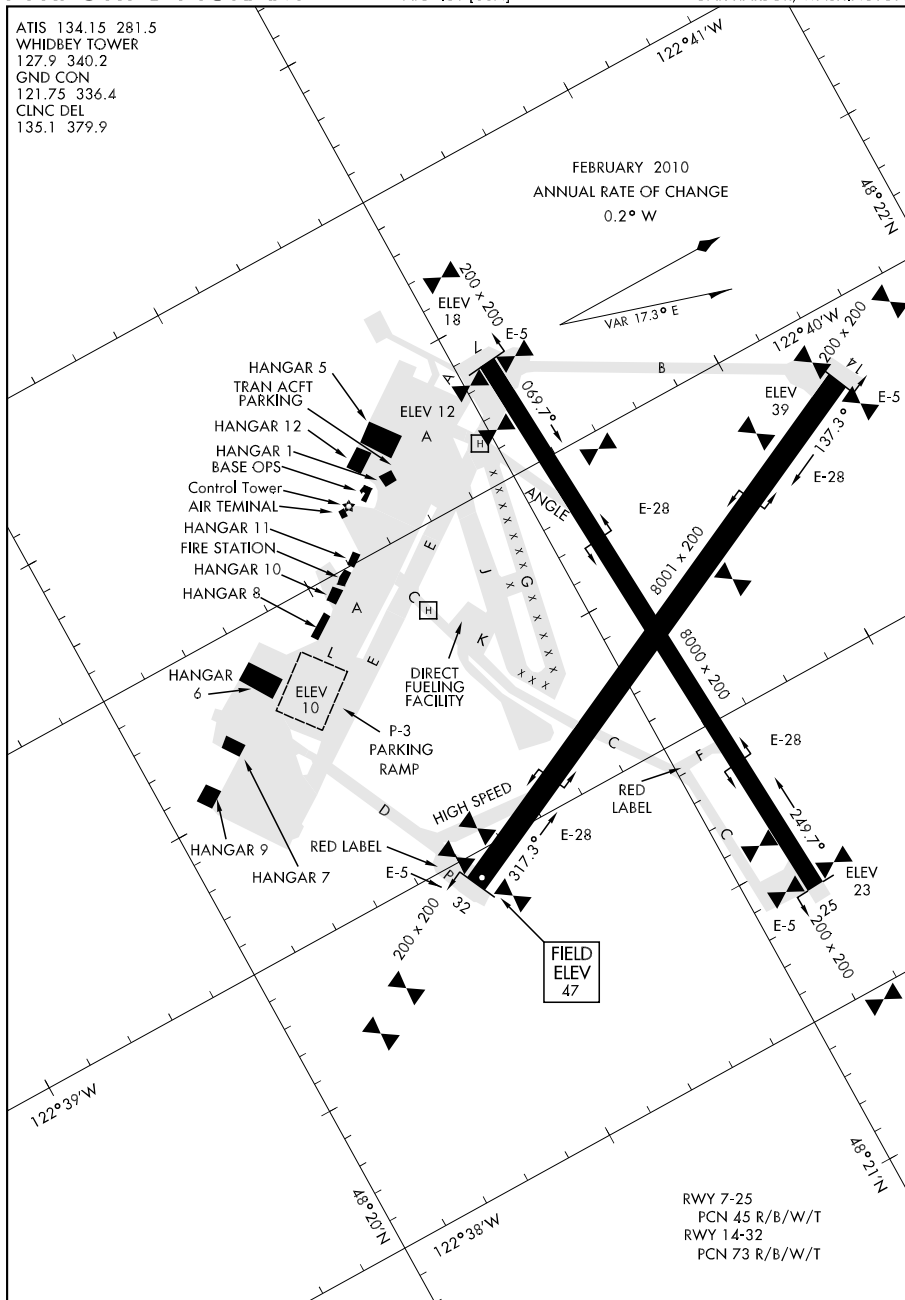 ATIS 134.15 281.5
WHIDBEY TOWER
127.9 340.2
GND CON
121.75 336.4
CLNC DEL
135.1 379.9
122°41'W
FEBRUARY 2010
ANNUAL RATE OF CHANGE
0.2° W
48°22'N
VAR 17.3° E
122°40'W
200 x 200
ELEV
18
E-5
7
A
069.7°
B
200 x 200
14
ELEV
39
E-5
137.3°
E-28
HANGAR 5
TRAN ACFT
PARKING
HANGAR 12
HANGAR 1
BASE OPS
Control Tower
AIR TEMINAL
HANGAR 11
FIRE STATION
HANGAR 10
HANGAR 8
ELEV 12
A
H
ANGLE
E-28
E
J
G
x x x x x x x x
C
H
K
A
L
E
8001 x 200
8000 x 200
HANGAR
6
ELEV
10
DIRECT
FUELING
FACILITY
P-3
PARKING
RAMP
C
F
E-28
RED
LABEL
C
249.7°
D
HIGH SPEED
E-28
317.3°
HANGAR 9
HANGAR 7
RED LABEL
E-5
P
32
200 x 200
ELEV
23
25
E-5
200 x 200
FIELD
ELEV
47
122°39'W
48°20'N
122°38'W
48°21'N
RWY 7-25
PCN 45 R/B/W/T
RWY 14-32
PCN 73 R/B/W/T